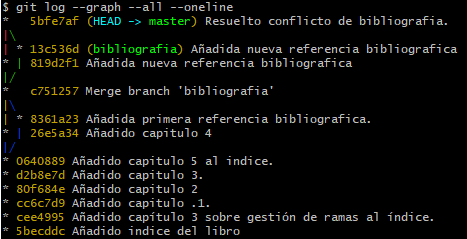 $ git log --graph --all --oneline
*   5bfe7af (HEAD -> master) Resuelto conflicto de bibliografia.
|\
| * 13c536d (bibliografia) Añadida nueva referencia bibliografica
* | 819d2f1 Añadida nueva referencia bibliografica
|/
*   c751257 Merge branch 'bibliografia'
|\
| * 8361a23 Añadida primera referencia bibliografica.
* | 26e5a34 Añadido capitulo 4
|/
* 0640889 Añadido capitulo 5 al indice.
* d2b8e7d Añadido capitulo 3.
* 80f684e Añadido capitulo 2
* cc6c7d9 Añadido capitulo .1.
* cee4995 Añadido capítulo 3 sobre gestión de ramas al índice.
* 5becddc Añadido indice del libro